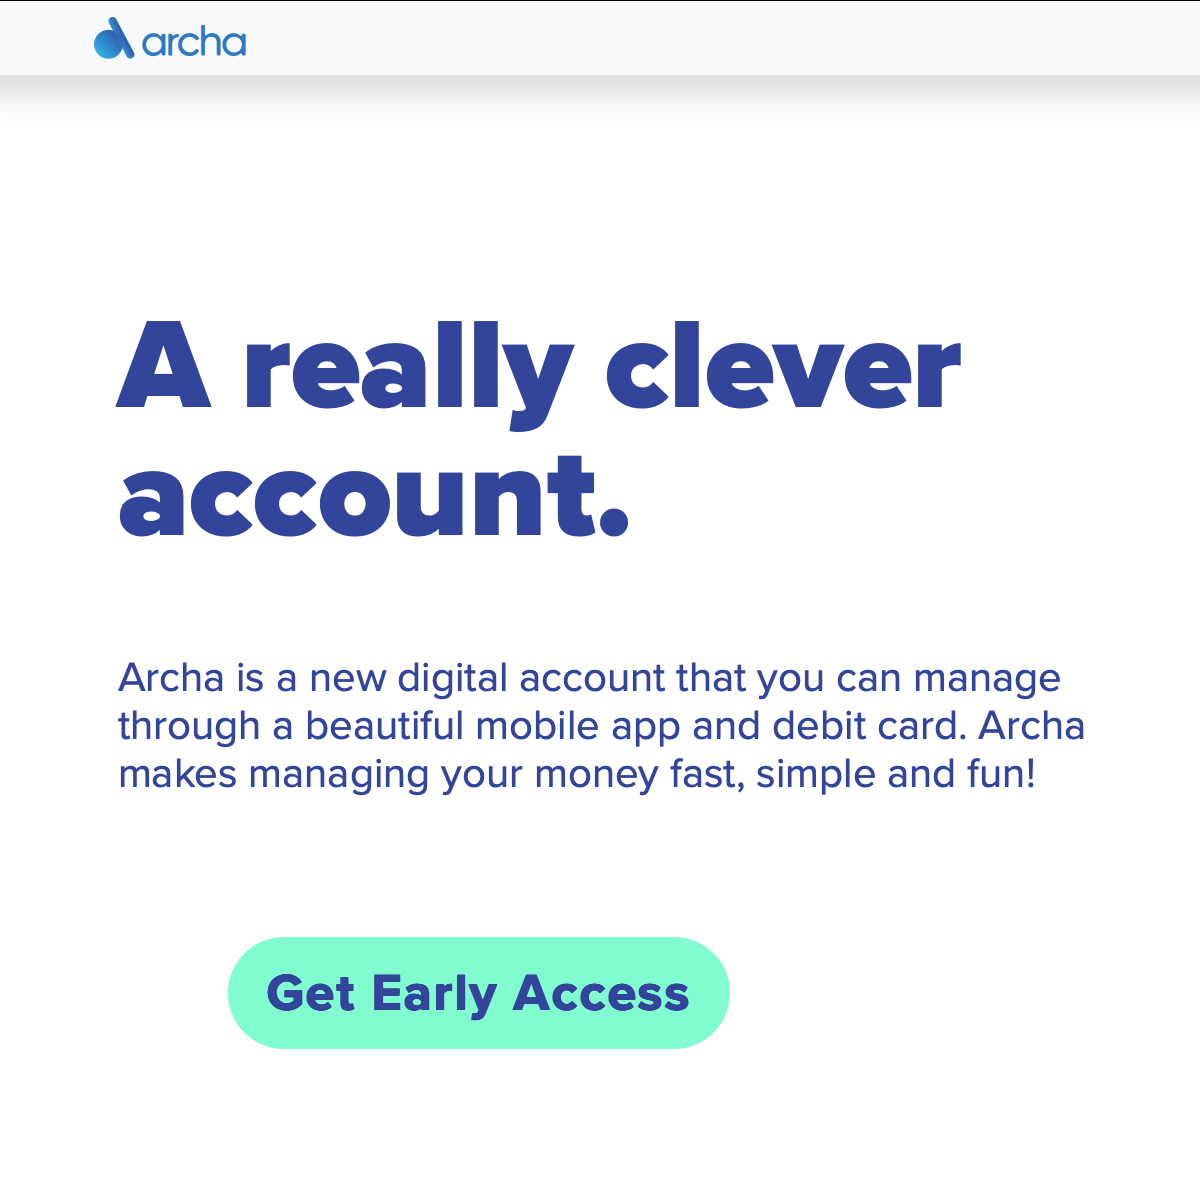 archa
A really clever
account.
Archa is a new digital account that you can manage
through a beautiful mobile app and debit card. Archa
makes managing your money fast, simple and fun!
Get Early Access